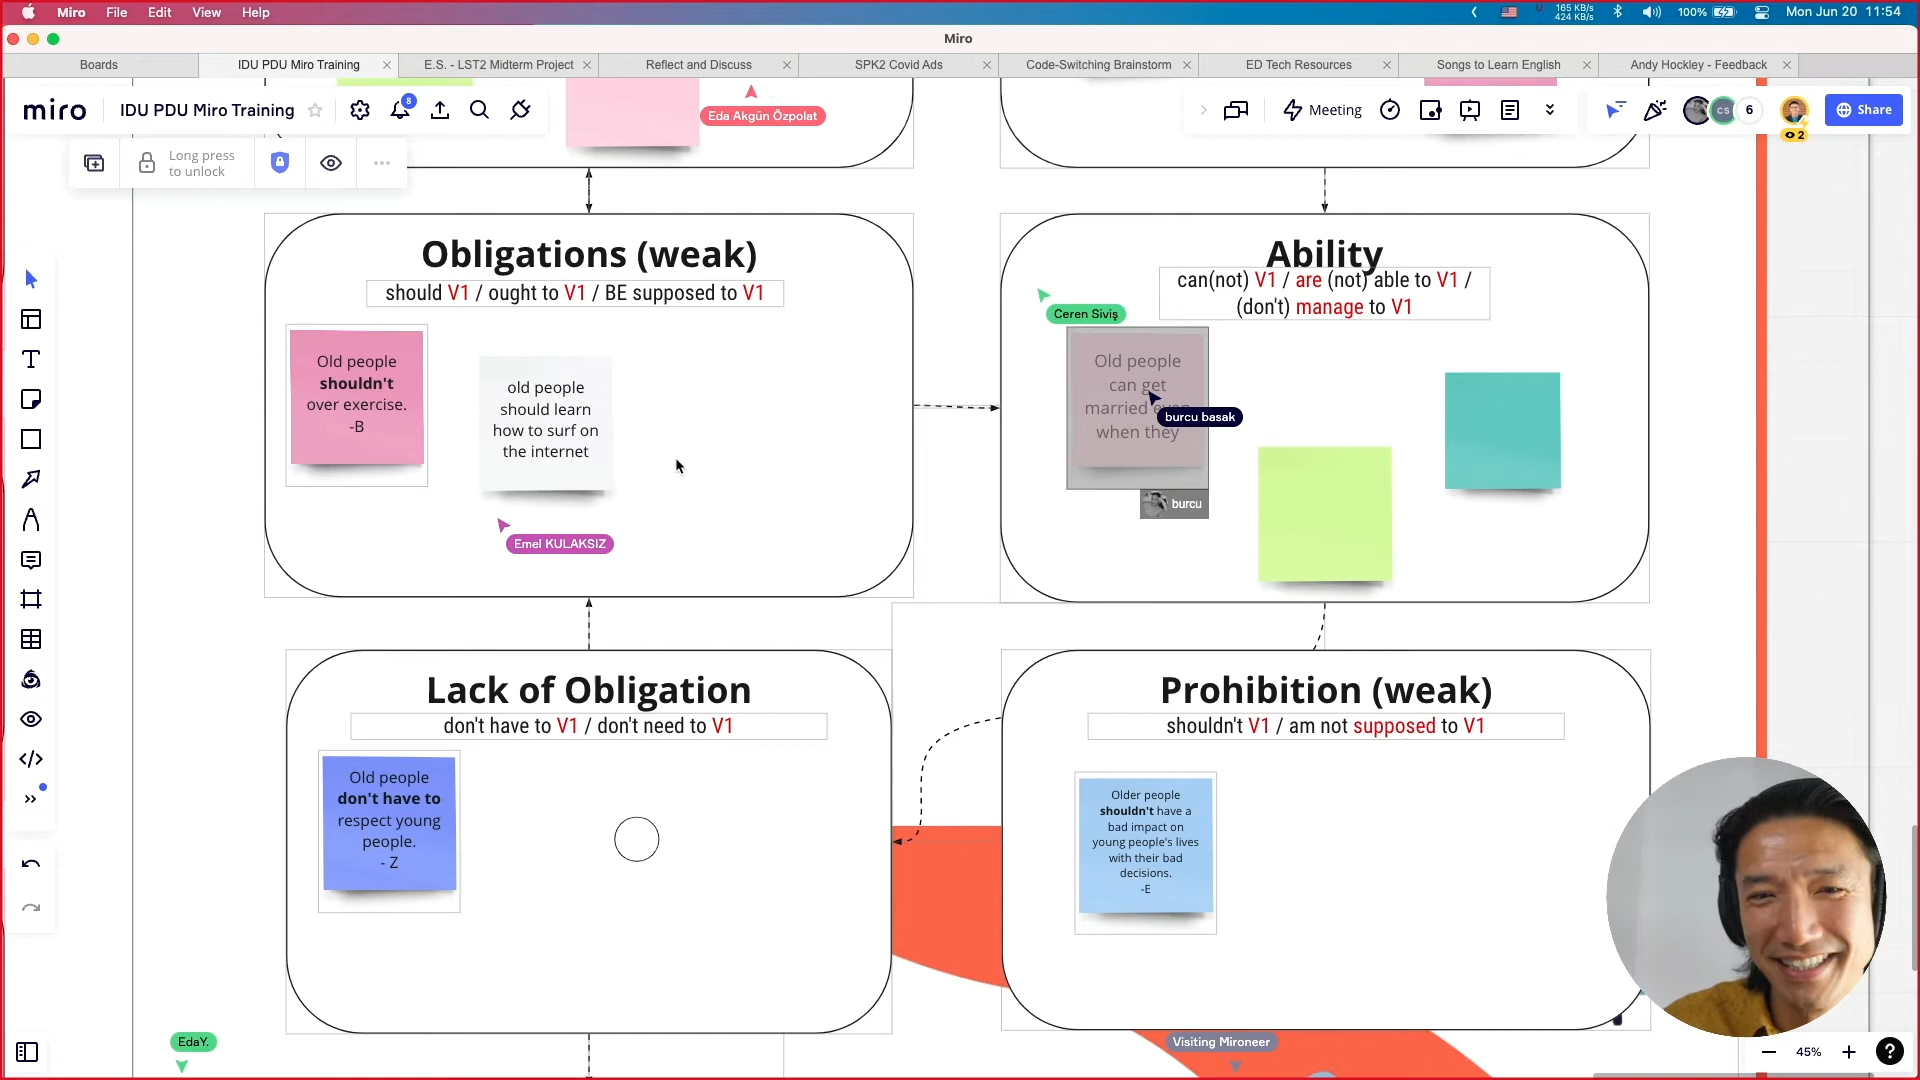 Miro File Edit View Help
165 KB/s
424 KB/s
100%
Mon Jun 20 11:54
Miro
Boards
IDU PDU Miro Training
E.S. - LST2 Midterm Project
Reflect and Discuss
SPK2 Covid Ads
Code-Switching Brainstorm
ED Tech Resources
Songs to Learn English
Andy Hockley - Feedback
miro
IDU PDU Miro Training
8
Eda Akgün Özpolat
Meeting
CS
6
2
Share
Long press
to unlock
Obligations (weak)
should V1 / ought to V1 / BE supposed to V1
Old people
shouldn't
over exercise.
-B
old people
should learn
how to surf on
the internet
Emel KULAKSIZ
Ability
can(not) V1 / are (not) able to V1 /
(don't) manage to V1
Ceren Siviş
Old people
can get
married even
when they
burcu basak
burcu
Lack of Obligation
don't have to V1 / don't need to V1
Old people
don't have to
respect young
people.
- Z
Prohibition (weak)
shouldn't V1 / am not supposed to V1
Older people
shouldn't have a
bad impact on
young people's lives
with their bad
decisions.
-E
EdaY.
Visiting Mironeer
45%